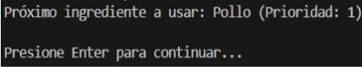 Próximo ingrediente a usar: Pollo (Prioridad: 1)
Presione Enter para continuar...